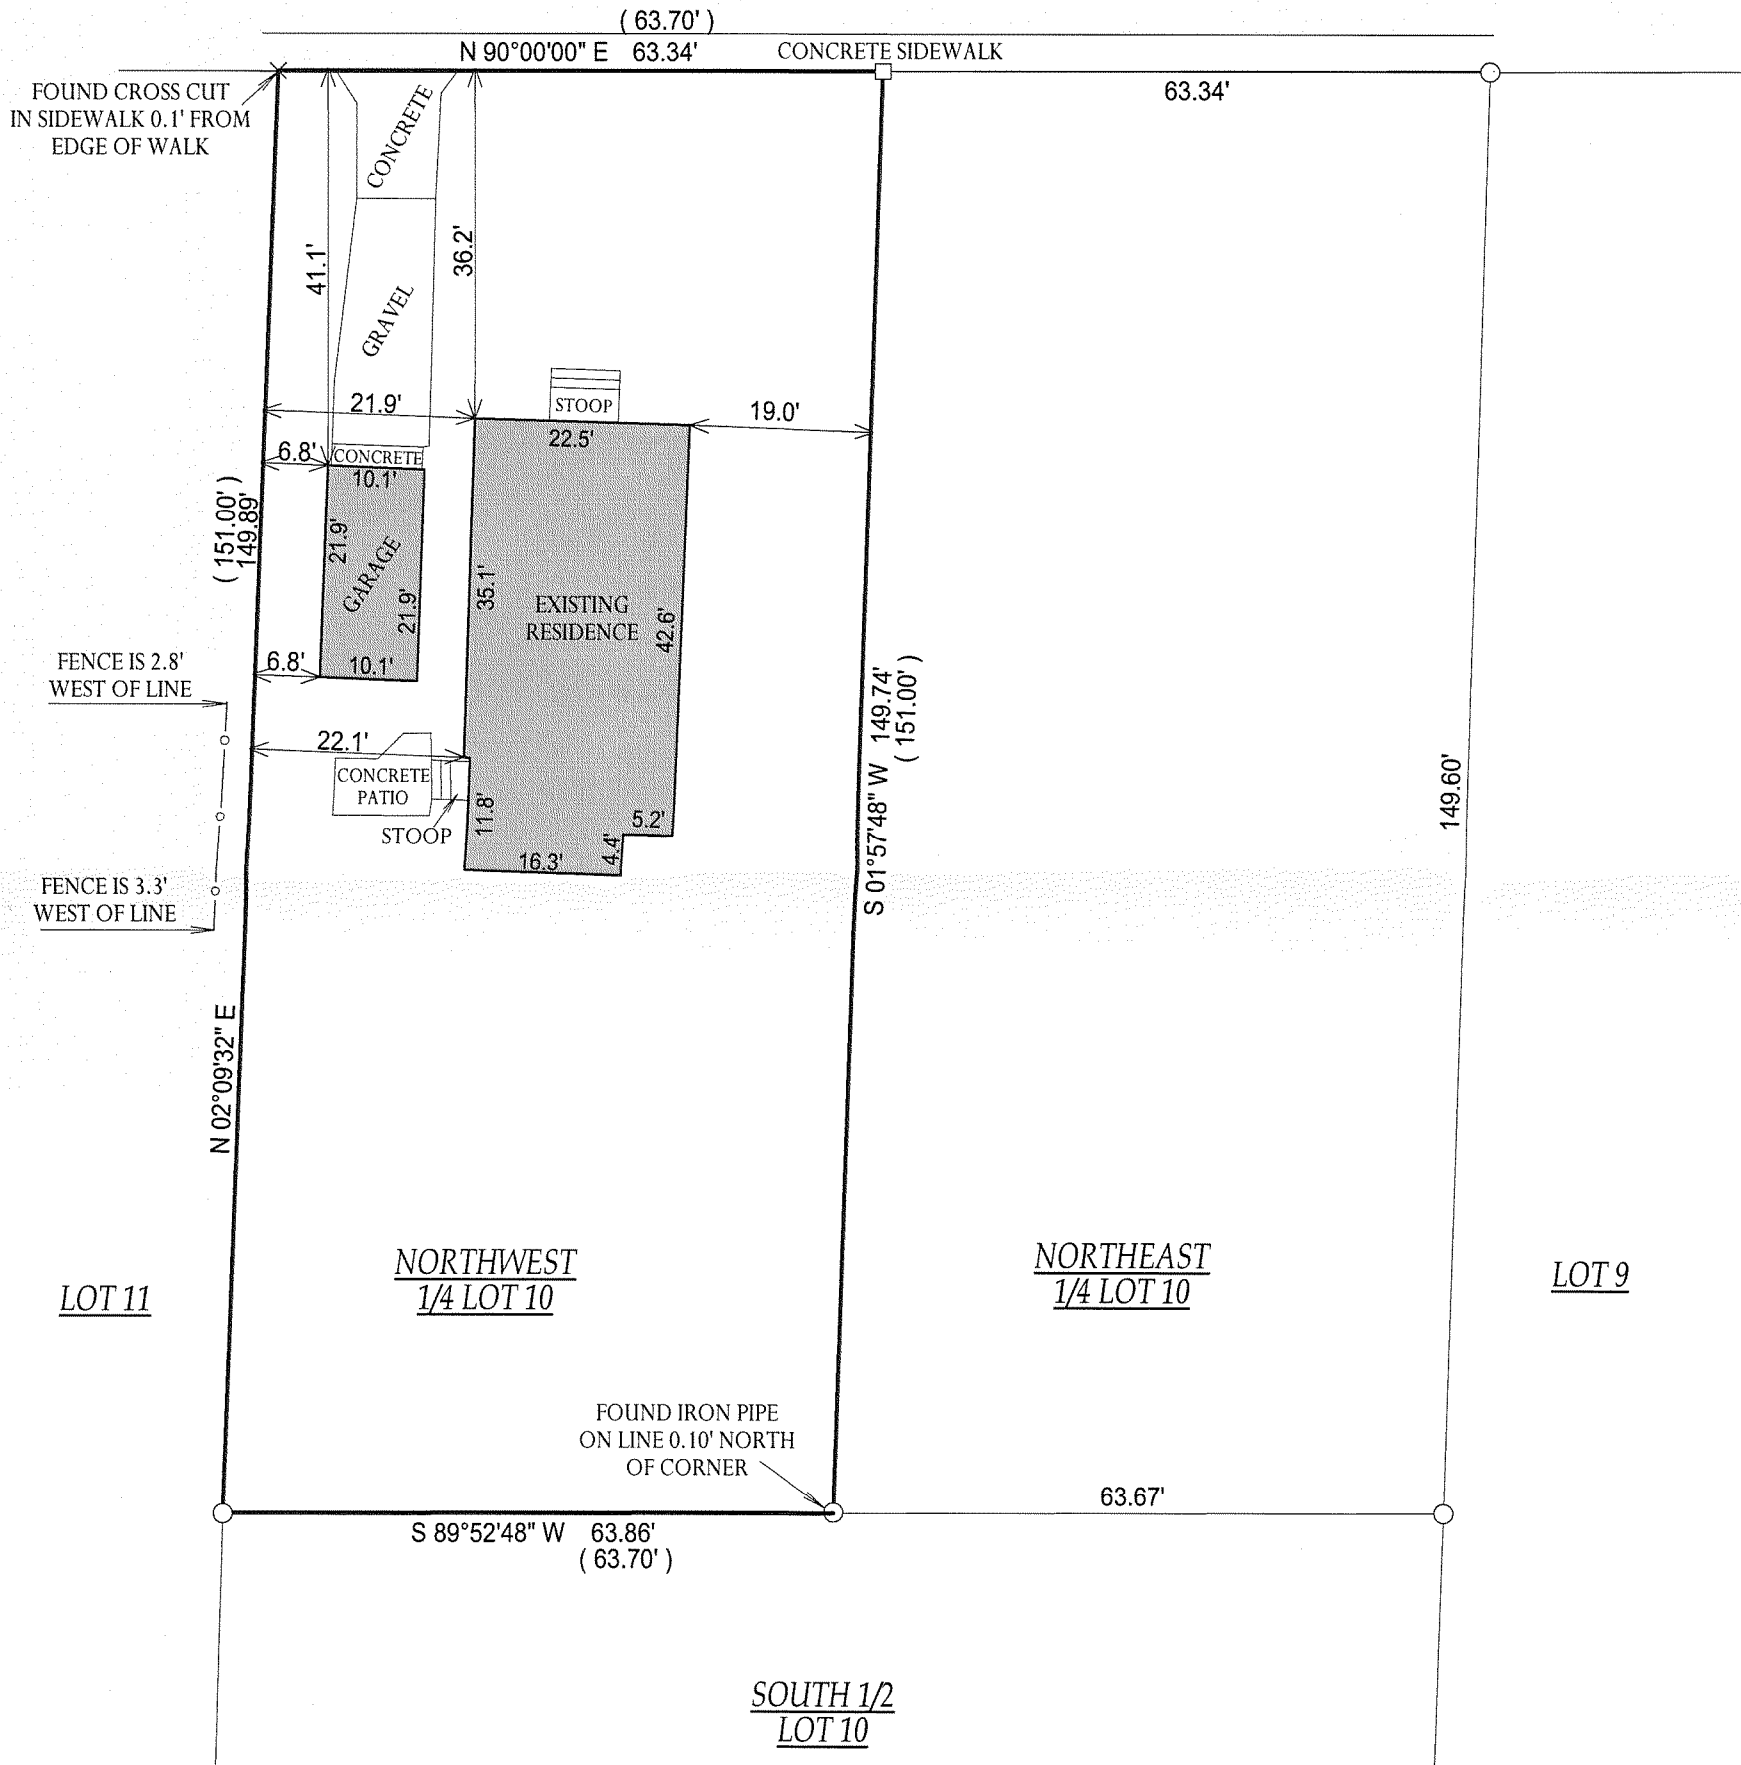 ( 63.70' )
N 90°00'00" E 63.34'
CONCRETE SIDEWALK
63.34'
FOUND CROSS CUT
IN SIDEWALK 0.1' FROM
EDGE OF WALK
CONCRETE
41.1'
36.2'
GRAVEL
21.9'
STOOP
19.0'
22.5'
6.8'
CONCRETE
10.1'
( 151.00' )
149.89'
21.9'
GARAGE
21.9'
35.1'
EXISTING
RESIDENCE
42.6'
6.8'
10.1'
FENCE IS 2.8'
WEST OF LINE
22.1'
CONCRETE
PATIO
STOOP
11.8'
5.2'
4.4'
16.3'
S 01°57'48" W 149.74'
( 151.00' )
149.60'
FENCE IS 3.3'
WEST OF LINE
N 02°09'32" E
NORTHWEST
1/4 LOT 10
NORTHEAST
1/4 LOT 10
LOT 11
LOT 9
FOUND IRON PIPE
ON LINE 0.10' NORTH
OF CORNER
63.67'
S 89°52'48" W 63.86'
( 63.70' )
SOUTH 1/2
LOT 10